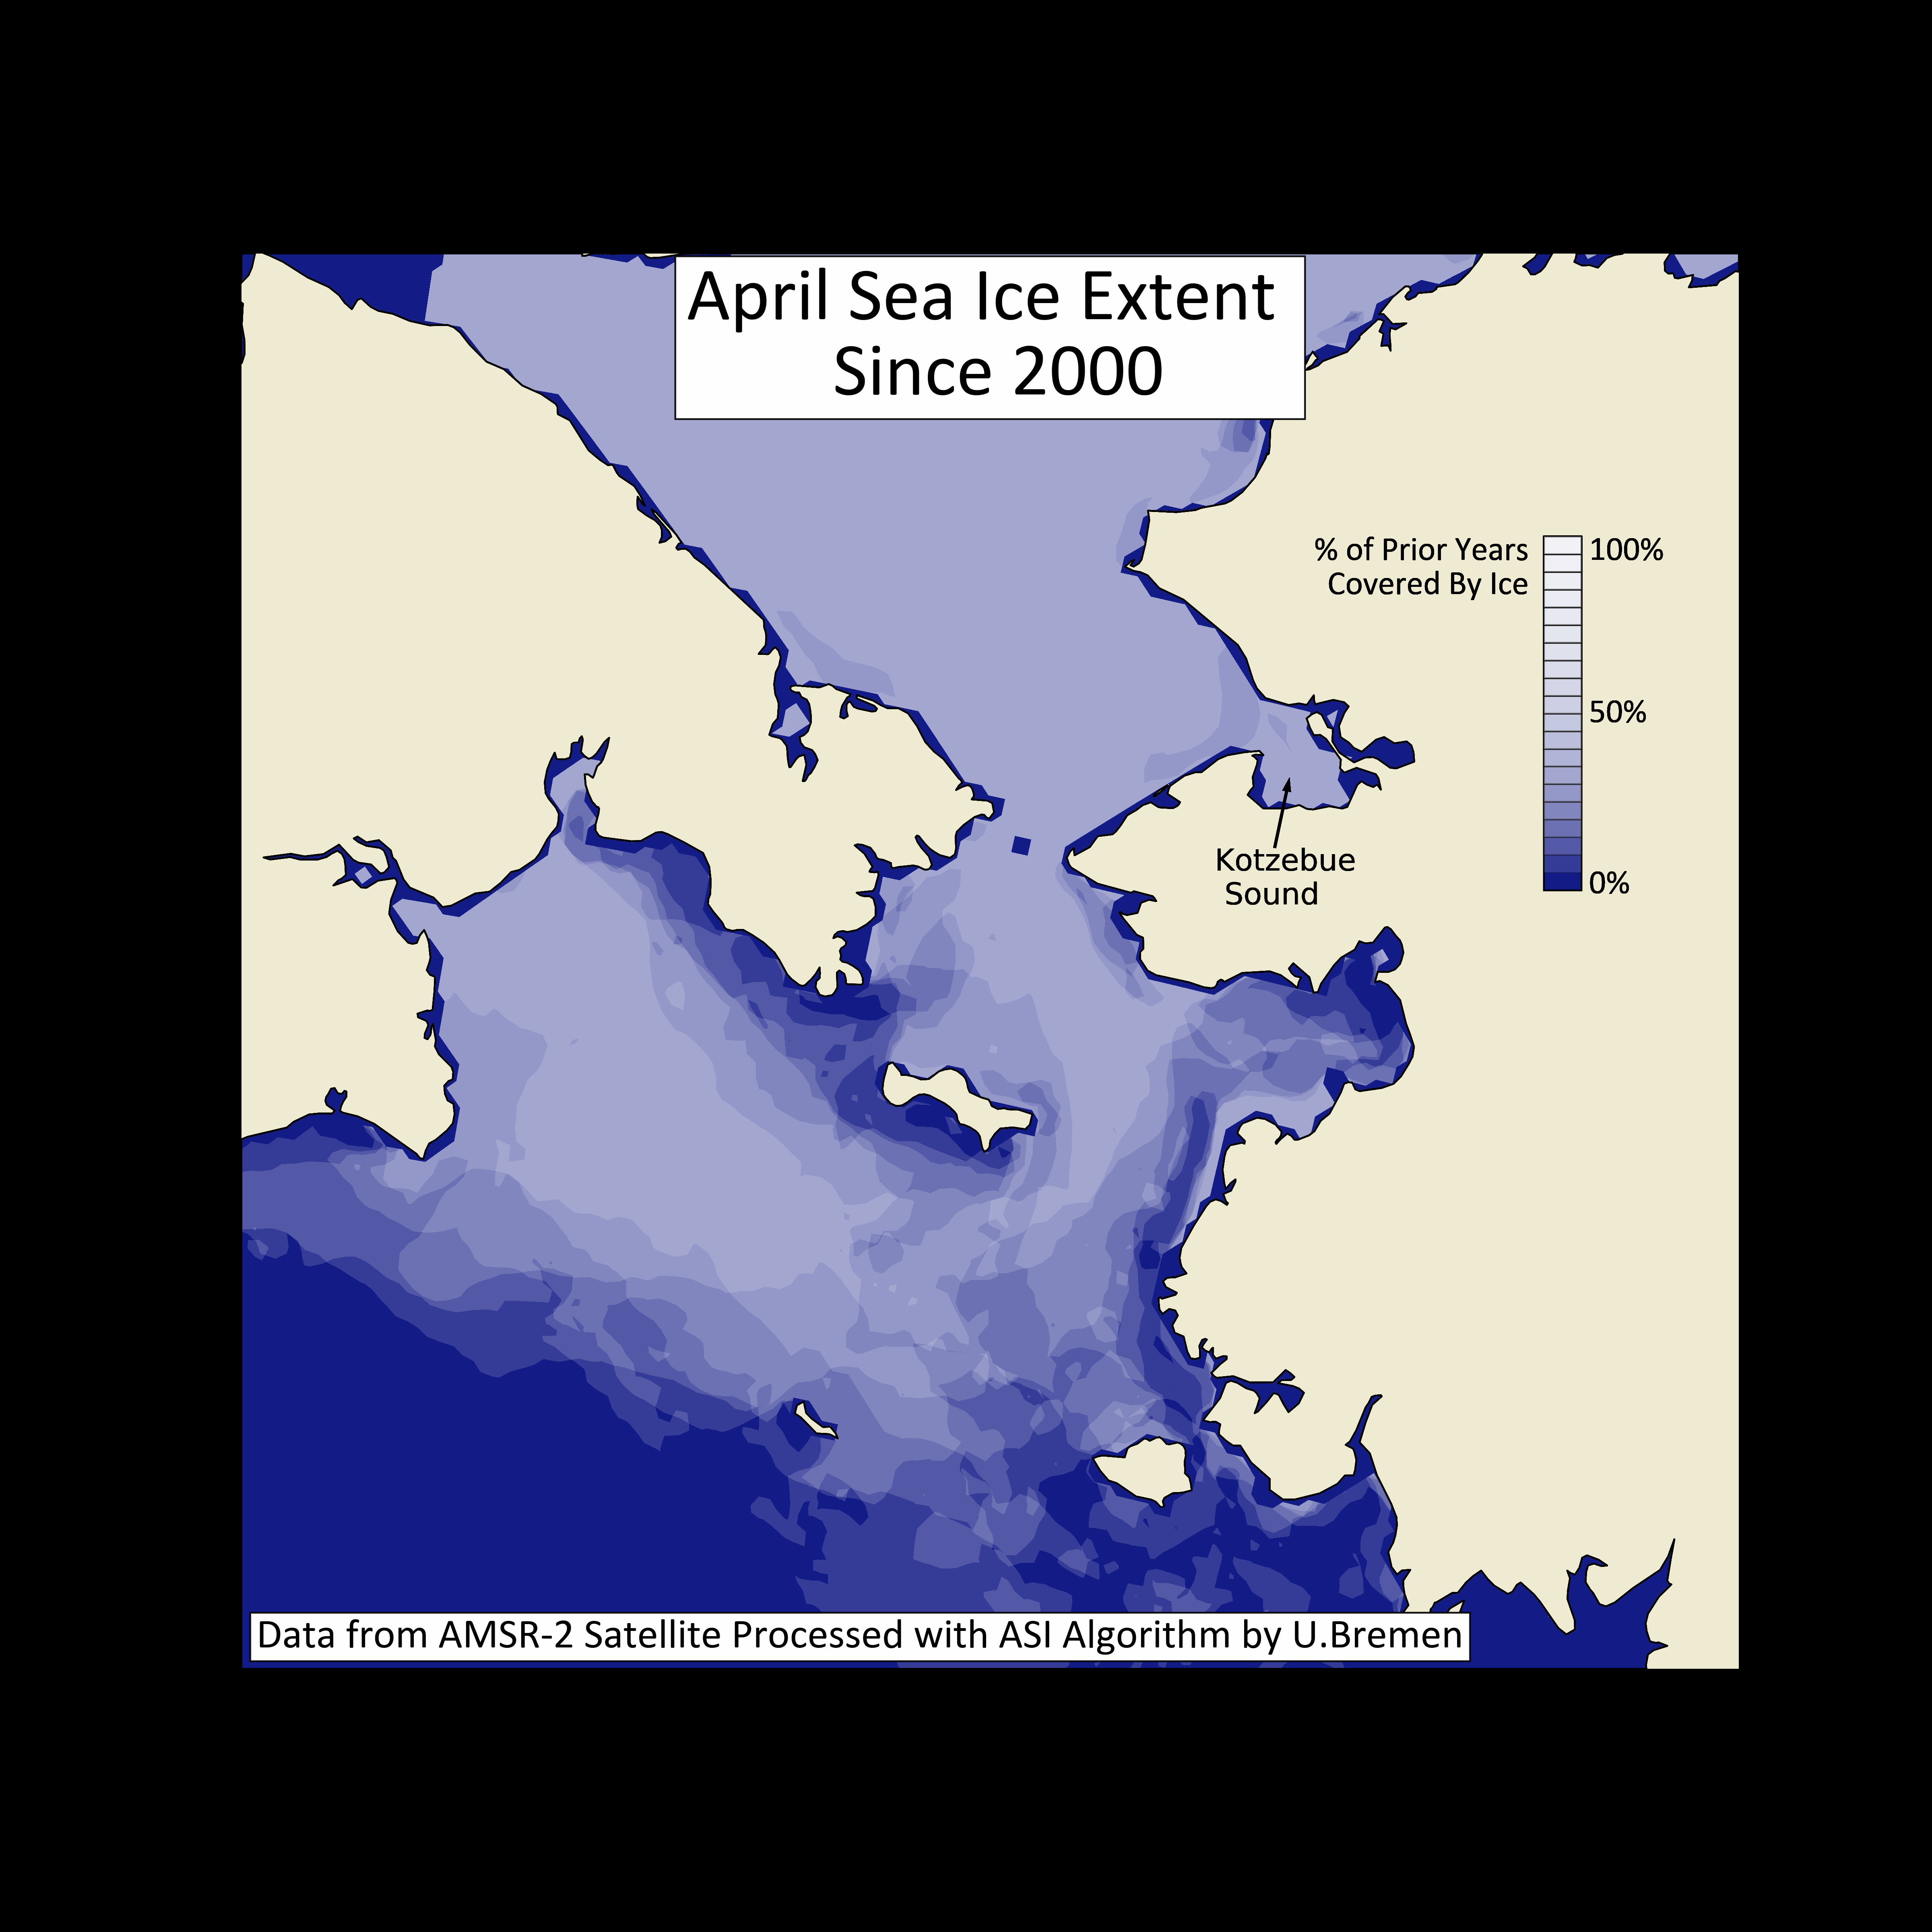 April Sea Ice Extent
Since 2000
% of Prior Years
Covered By Ice
100%
50%
0%
Kotzebue
Sound
Data from AMSR-2 Satellite Processed with ASI Algorithm by U.Bremen